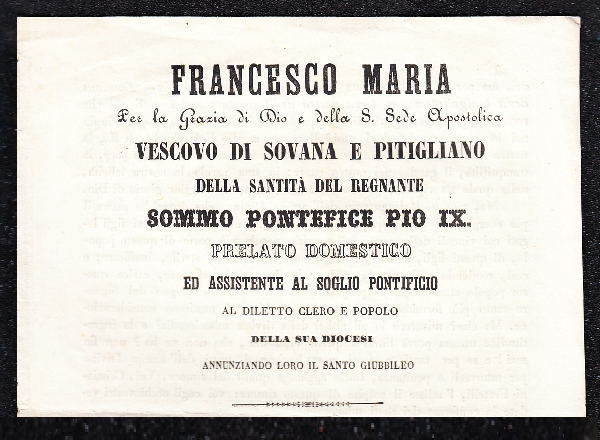 FRANCESCO MARIA
Per la Grazia di Dio e della S. Sede Apostolica
VESCOVO DI SOVANA E PITIGLIANO
DELLA SANTITÀ DEL REGNANTE
SOMMO PONTEFICE PIO IX.
PRELATO DOMESTICO
ED ASSISTENTE AL SOGLIO PONTIFICIO
AL DILETTO CLERO E POPOLO
DELLA SUA DIOCESI
ANNUNZIANDO LORO IL SANTO GIUBBILEO